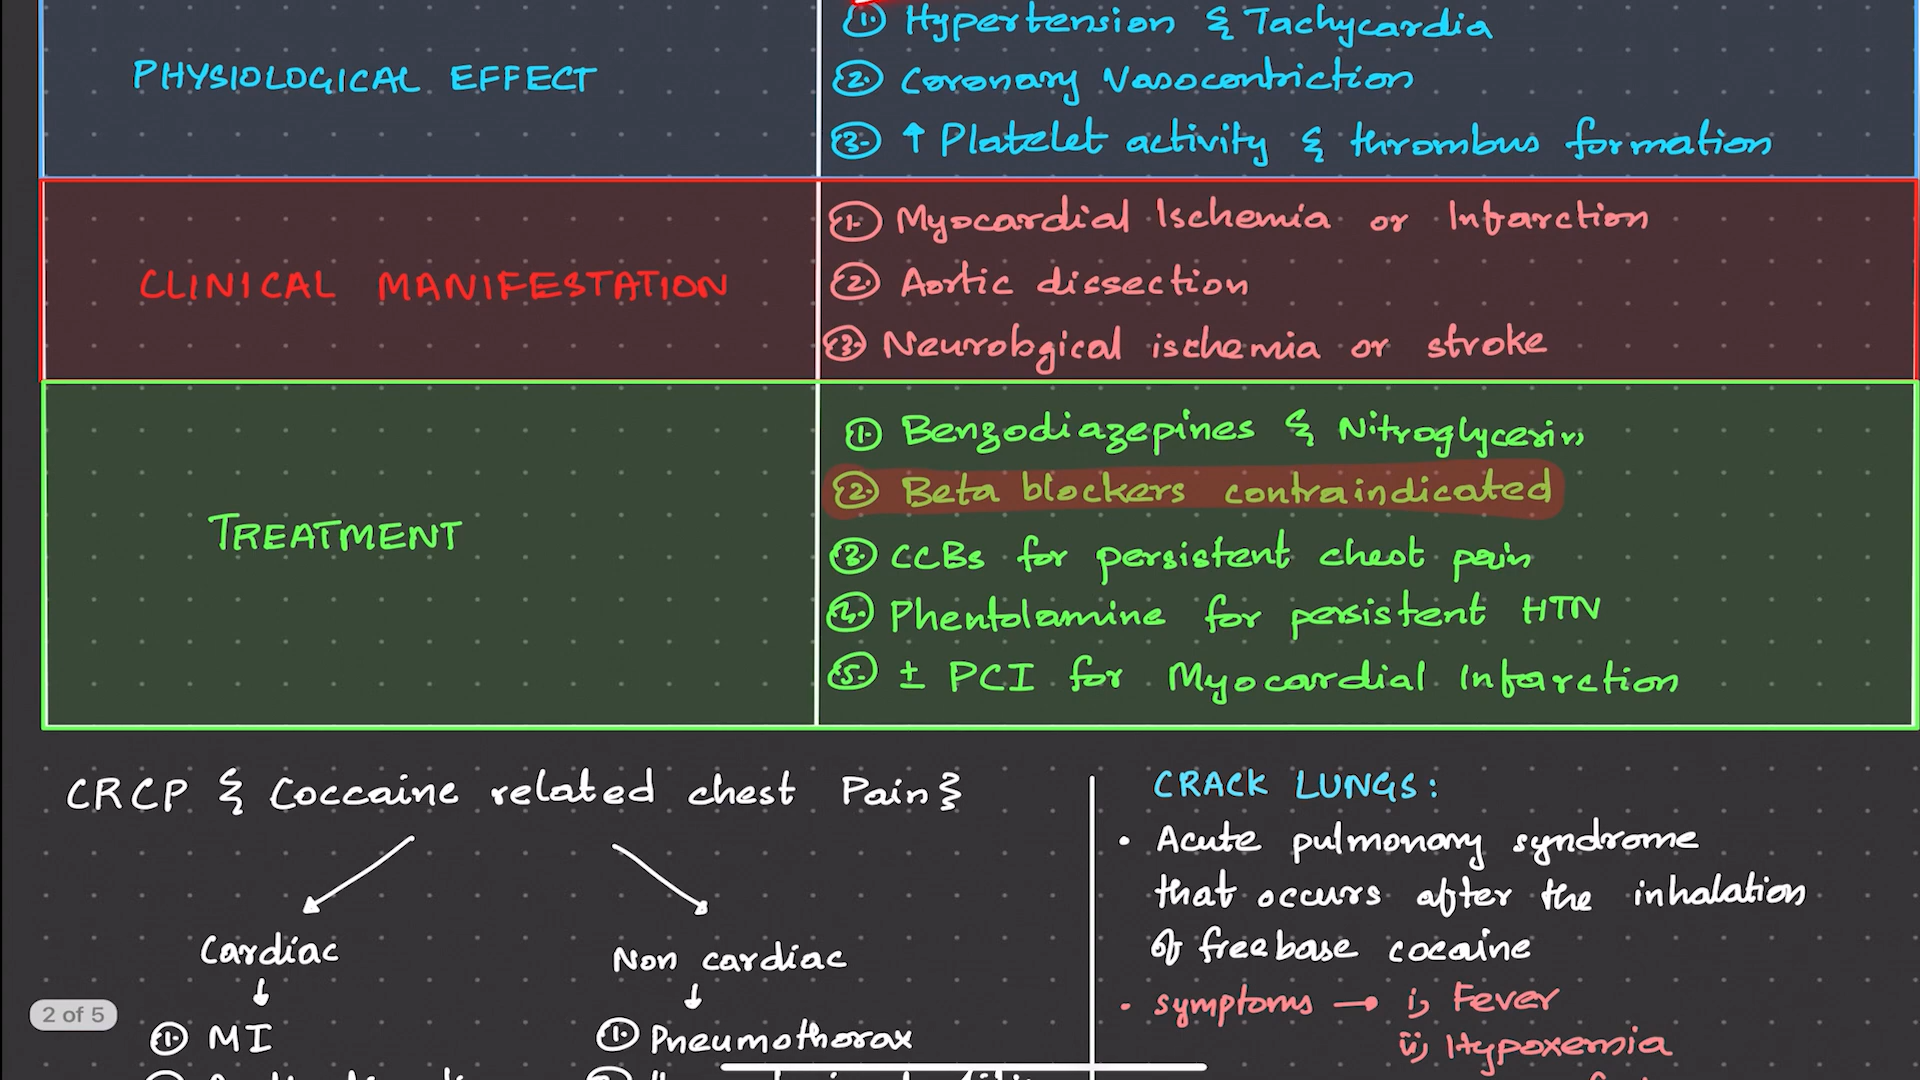 PHYSIOLOGICAL EFFECT
1. Hypertension & Tachycardia
2. Coronary Vasocontriction
3. ↑ Platelet activity & thrombus formation
CLINICAL MANIFESTATION
1. Myocardial Ischemia or Infarction
2. Aortic dissection
3. Neurological ischemia or stroke
TREATMENT
1. Benzodiazepines & Nitroglycerin
2. Beta blockers contraindicated
3. CCBs for persistent chest pain
4. Phentolamine for persistent HTN
5. ± PCI for Myocardial Infarction
CRCP { Coccaine related chest Pain }
Cardiac
1. MI
Non cardiac
1. Pneumothorax
CRACK LUNGS:
• Acute pulmonary syndrome
that occurs after the inhalation
of freebase cocaine
• symptoms → i, Fever
ii, Hypoxemia
2 of 5